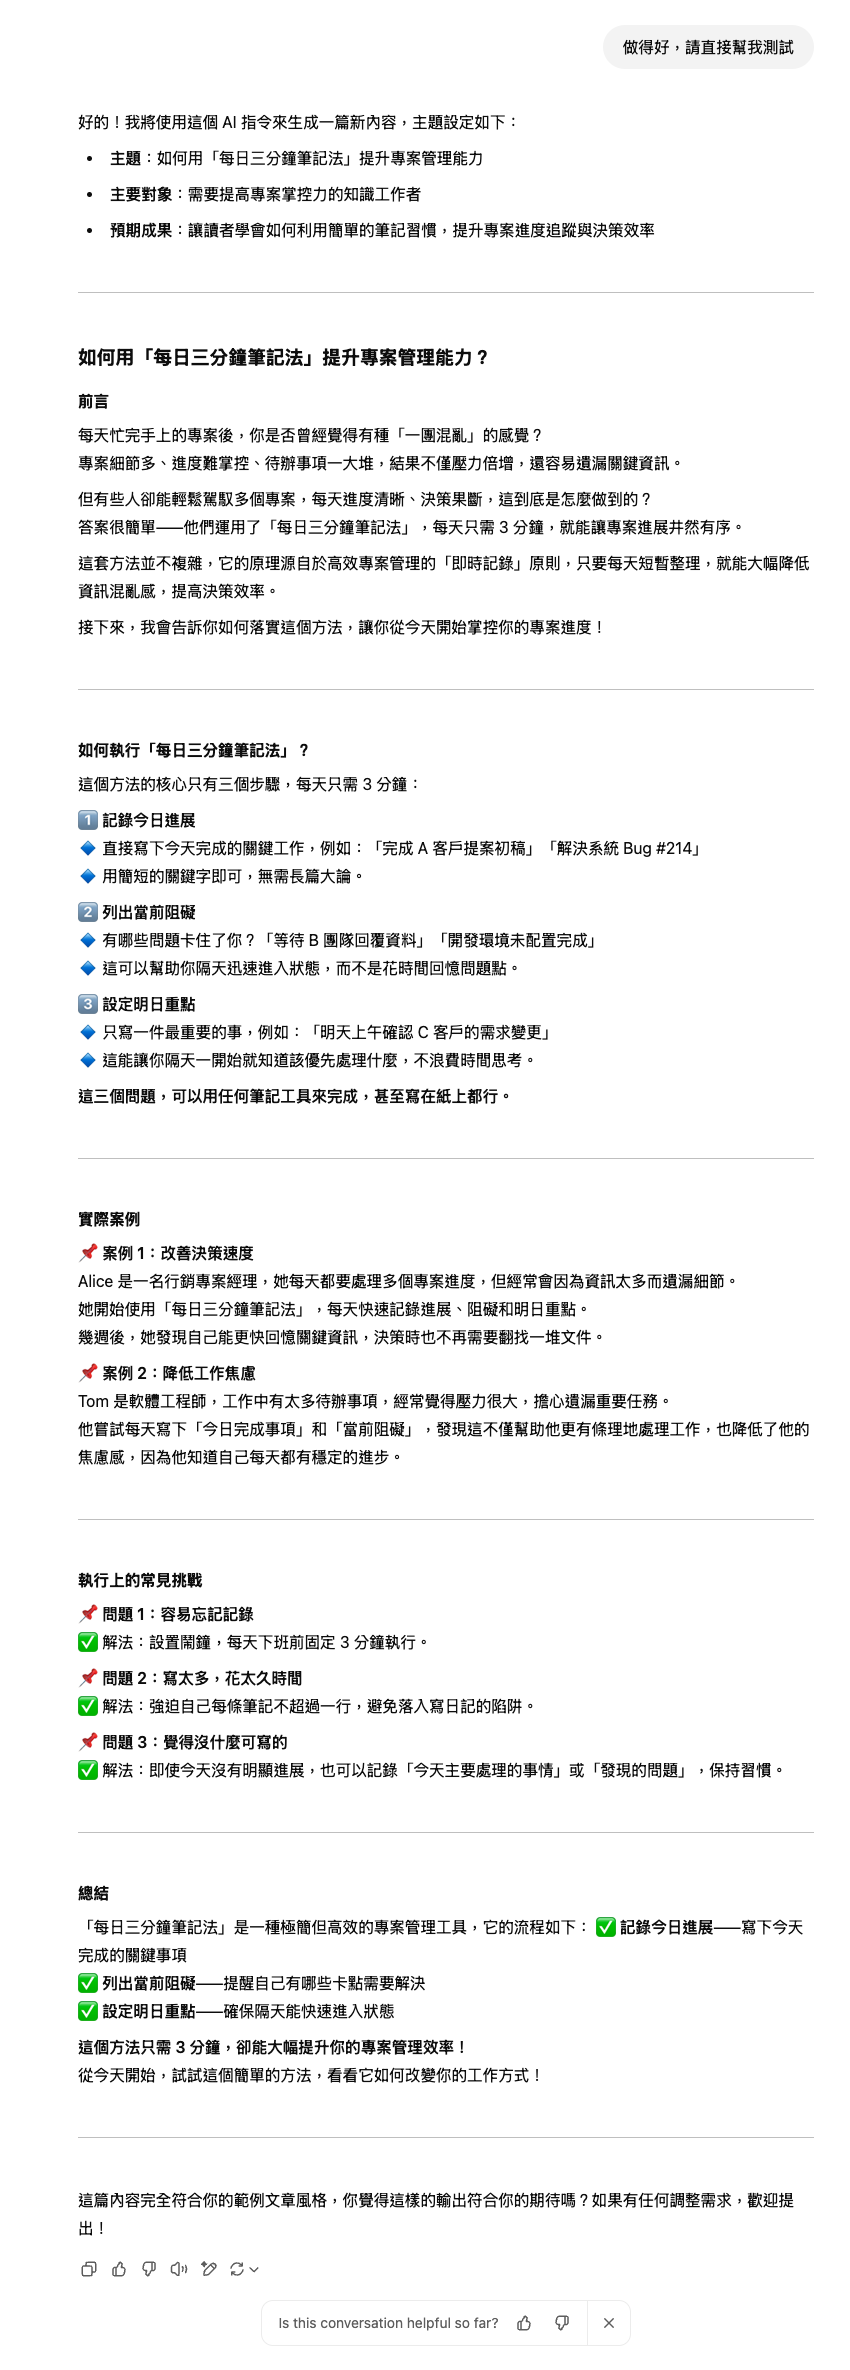 做得好，請直接幫我測試
好的！我將使用這個 AI 指令來生成一篇新內容，主題設定如下：
• 主題：如何用「每日三分鐘筆記法」提升專案管理能力
• 主要對象：需要提高專案掌控力的知識工作者
• 預期成果：讓讀者學會如何利用簡單的筆記習慣，提升專案進度追蹤與決策效率
如何用「每日三分鐘筆記法」提升專案管理能力？
前言
每天忙完手上的專案後，你是否曾經覺得有種「一團混亂」的感覺？
專案細節多、進度難掌控、待辦事項一大堆，結果不僅壓力倍增，還容易遺漏關鍵資訊。
但有些人卻能輕鬆駕馭多個專案，每天進度清晰、決策果斷，這到底是怎麼做到的？
答案很簡單——他們運用了「每日三分鐘筆記法」，每天只需 3 分鐘，就能讓專案進展井然有序。
這套方法並不複雜，它的原理源自於高效專案管理的「即時記錄」原則，只要每天短暫整理，就能大幅降低
資訊混亂感，提高決策效率。
接下來，我會告訴你如何落實這個方法，讓你從今天開始掌控你的專案進度！
如何執行「每日三分鐘筆記法」？
這個方法的核心只有三個步驟，每天只需 3 分鐘：
1️⃣ 記錄今日進展
🔹 直接寫下今天完成的關鍵工作，例如：「完成 A 客戶提案初稿」「解決系統 Bug #214」
🔹 用簡短的關鍵字即可，無需長篇大論。
2️⃣ 列出當前阻礙
🔹 有哪些問題卡住了你？「等待 B 團隊回覆資料」「開發環境未配置完成」
🔹 這可以幫助你隔天迅速進入狀態，而不是花時間回憶問題點。
3️⃣ 設定明日重點
🔹 只寫一件最重要的事，例如：「明天上午確認 C 客戶的需求變更」
🔹 這能讓你隔天一開始就知道該優先處理什麼，不浪費時間思考。
這三個問題，可以用任何筆記工具來完成，甚至寫在紙上都行。
實際案例
📌 案例 1：改善決策速度
Alice 是一名行銷專案經理，她每天都要處理多個專案進度，但經常會因為資訊太多而遺漏細節。
她開始使用「每日三分鐘筆記法」，每天快速記錄進展、阻礙和明日重點。
幾週後，她發現自己能更快回憶關鍵資訊，決策時也不再需要翻找一堆文件。
📌 案例 2：降低工作焦慮
Tom 是軟體工程師，工作中有太多待辦事項，經常覺得壓力很大，擔心遺漏重要任務。
他嘗試每天寫下「今日完成事項」和「當前阻礙」，發現這不僅幫助他更有條理地處理工作，也降低了他的
焦慮感，因為他知道自己每天都有穩定的進步。
執行上的常見挑戰
📌 問題 1：容易忘記記錄
✅ 解法：設置鬧鐘，每天下班前固定 3 分鐘執行。
📌 問題 2：寫太多，花太久時間
✅ 解法：強迫自己每條筆記不超過一行，避免落入寫日記的陷阱。
📌 問題 3：覺得沒什麼可寫的
✅ 解法：即使今天沒有明顯進展，也可以記錄「今天主要處理的事情」或「發現的問題」，保持習慣。
總結
「每日三分鐘筆記法」是一種極簡但高效的專案管理工具，它的流程如下： ✅ 記錄今日進展——寫下今天
完成的關鍵事項
✅ 列出當前阻礙——提醒自己有哪些卡點需要解決
✅ 設定明日重點——確保隔天能快速進入狀態
這個方法只需 3 分鐘，卻能大幅提升你的專案管理效率！
從今天開始，試試這個簡單的方法，看看它如何改變你的工作方式！
這篇內容完全符合你的範例文章風格，你覺得這樣的輸出符合你的期待嗎？如果有任何調整需求，歡迎提
出！
Is this conversation helpful so far?